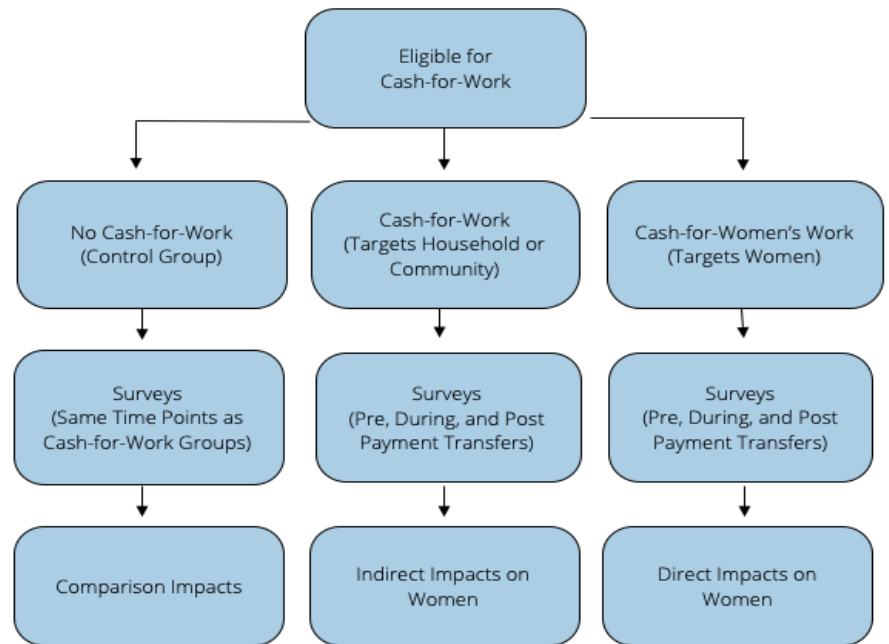 Eligible for
Cash-for-Work
No Cash-for-Work
(Control Group)
Cash-for-Work
(Targets Household or
Community)
Cash-for-Women's Work
(Targets Women)
Surveys
(Same Time Points as
Cash-for-Work Groups)
Surveys
(Pre, During, and Post
Payment Transfers)
Surveys
(Pre, During, and Post
Payment Transfers)
Comparison Impacts
Indirect Impacts on
Women
Direct Impacts on
Women